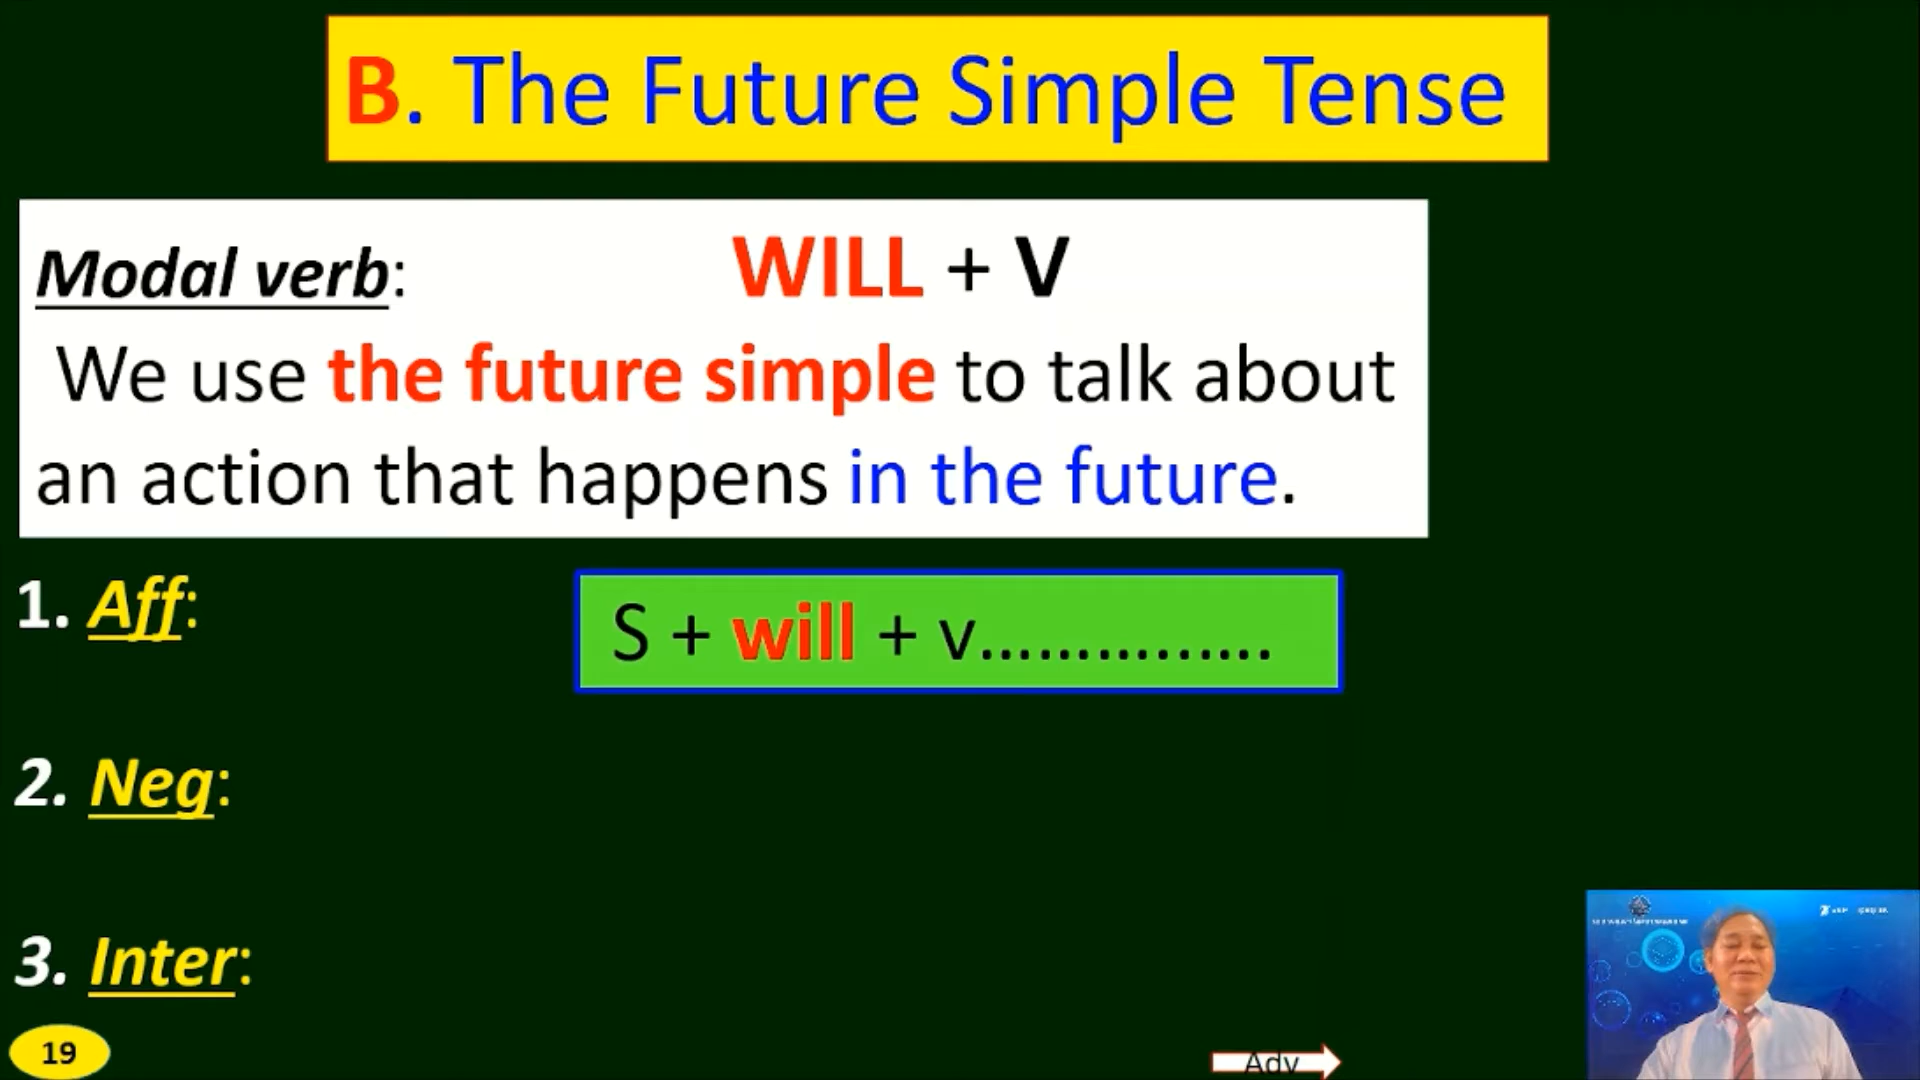 B. The Future Simple Tense
Modal verb: WILL + V
We use the future simple to talk about
an action that happens in the future.
1. Aff: S + will + v...............
2. Neg:
3. Inter:
19
Adv